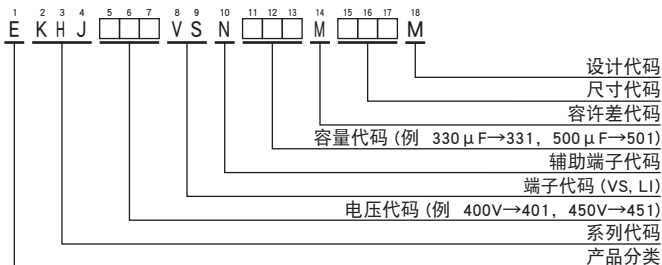 1 2 3 4 5 6 7 8 9 10 11 12 13 14 15 16 17 18
E K H J □□□ V S N □□□ M □□□ M
设计代码
尺寸代码
容许差代码
容量代码 (例 330μF→331, 500μF→501)
辅助端子代码
端子代码 (VS, LI)
电压代码 (例 400V→401, 450V→451)
系列代码
产品分类